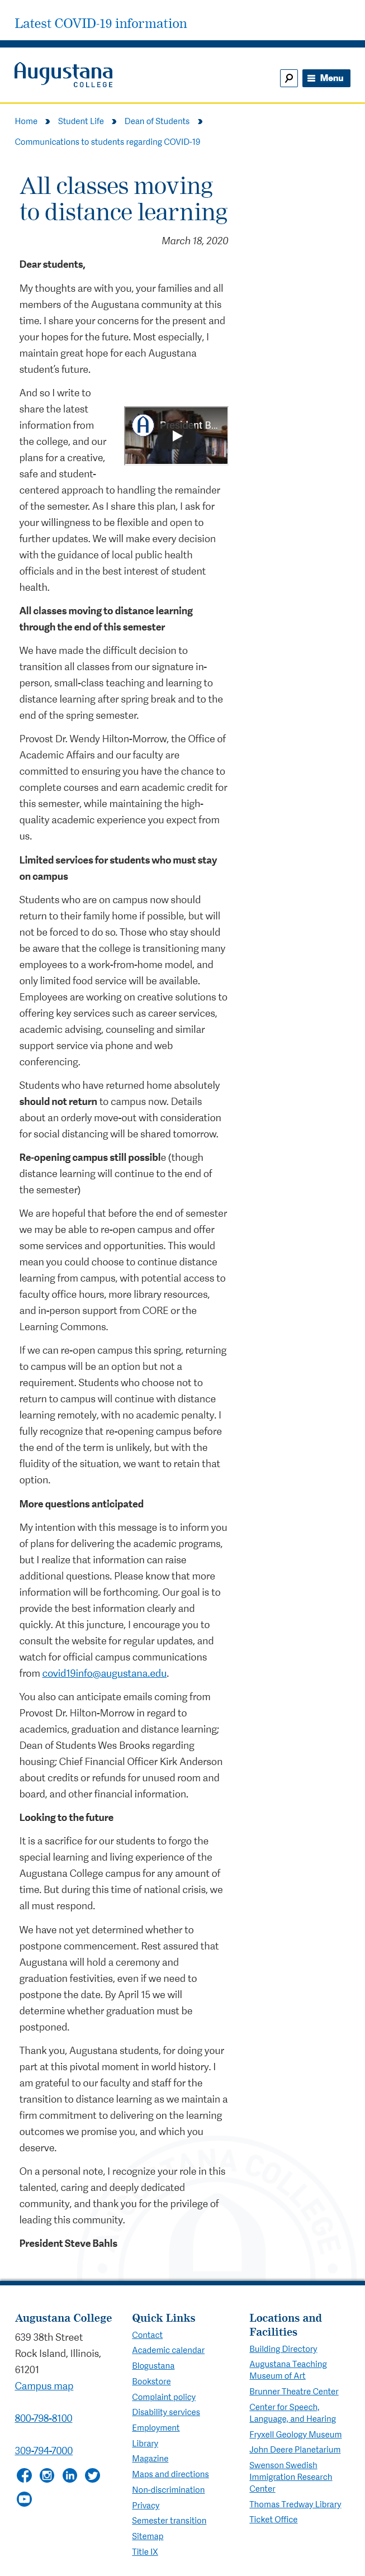 Latest COVID-19 information
Augustana
COLLEGE
Menu
Home Student Life Dean of Students
Communications to students regarding COVID-19
All classes moving
to distance learning
March 18, 2020
Dear students,
My thoughts are with you, your families and all
members of the Augustana community at this
time. I share your concerns for the present and
your hopes for the future. Most especially, I
maintain great hope for each Augustana
student's future.
And so I write to
share the latest
information from
the college, and our
plans for a creative,
safe and student-
President B...
centered approach to handling the remainder
of the semester. As I share this plan, I ask for
your willingness to be flexible and open to
further updates. We will make every decision
with the guidance of local public health
officials and in the best interest of student
health.
All classes moving to distance learning
through the end of this semester
We have made the difficult decision to
transition all classes from our signature in-
person, small-class teaching and learning to
distance learning after spring break and to the
end of the spring semester.
Provost Dr. Wendy Hilton-Morrow, the Office of
Academic Affairs and our faculty are
committed to ensuring you have the chance to
complete courses and earn academic credit for
this semester, while maintaining the high-
quality academic experience you expect from
us.
Limited services for students who must stay
on campus
Students who are on campus now should
return to their family home if possible, but will
not be forced to do so. Those who stay should
be aware that the college is transitioning many
employees to a work-from-home model, and
only limited food service will be available.
Employees are working on creative solutions to
offering key services such as career services,
academic advising, counseling and similar
support service via phone and web
conferencing.
Students who have returned home absolutely
should not return to campus now. Details
about an orderly move-out with consideration
for social distancing will be shared tomorrow.
Re-opening campus still possible (though
distance learning will continue to the end of
the semester)
We are hopeful that before the end of semester
we may be able to re-open campus and offer
some services and opportunities. This would
mean you could choose to continue distance
learning from campus, with potential access to
faculty office hours, more library resources,
and in-person support from CORE or the
Learning Commons.
If we can re-open campus this spring, returning
to campus will be an option but not a
requirement. Students who choose not to
return to campus will continue with distance
learning remotely, with no academic penalty. I
fully recognize that re-opening campus before
the end of the term is unlikely, but with the
fluidity of the situation, we want to retain that
option.
More questions anticipated
My intention with this message is to inform you
of plans for delivering the academic programs,
but I realize that information can raise
additional questions. Please know that more
information will be forthcoming. Our goal is to
provide the best information clearly and
quickly. At this juncture, I encourage you to
consult the website for regular updates, and
watch for official campus communications
from covid19info@augustana.edu.
You also can anticipate emails coming from
Provost Dr. Hilton-Morrow in regard to
academics, graduation and distance learning;
Dean of Students Wes Brooks regarding
housing; Chief Financial Officer Kirk Anderson
about credits or refunds for unused room and
board, and other financial information.
Looking to the future
It is a sacrifice for our students to forgo the
special learning and living experience of the
Augustana College campus for any amount of
time. But during this time of national crisis, we
all must respond.
We have not yet determined whether to
postpone commencement. Rest assured that
Augustana will hold a ceremony and
graduation festivities, even if we need to
postpone the date. By April 15 we will
determine whether graduation must be
postponed.
Thank you, Augustana students, for doing your
part at this pivotal moment in world history. I
am grateful to our faculty and staff for the
transition to distance learning as we maintain a
firm commitment to delivering on the learning
outcomes we promise you, and which you
deserve.
On a personal note, I recognize your role in this
talented, caring and deeply dedicated
community, and thank you for the privilege of
leading this community.
President Steve Bahls
Augustana College
639 38th Street
Rock Island, Illinois,
61201
Campus map
800-798-8100
309-794-7000
Quick Links
Contact
Academic calendar
Blogustana
Bookstore
Complaint policy
Disability services
Employment
Library
Magazine
Maps and directions
Non-discrimination
Privacy
Semester transition
Sitemap
Title IX
Locations and
Facilities
Building Directory
Augustana Teaching
Museum of Art
Brunner Theatre Center
Center for Speech,
Language, and Hearing
Fryxell Geology Museum
John Deere Planetarium
Swenson Swedish
Immigration Research
Center
Thomas Tredway Library
Ticket Office